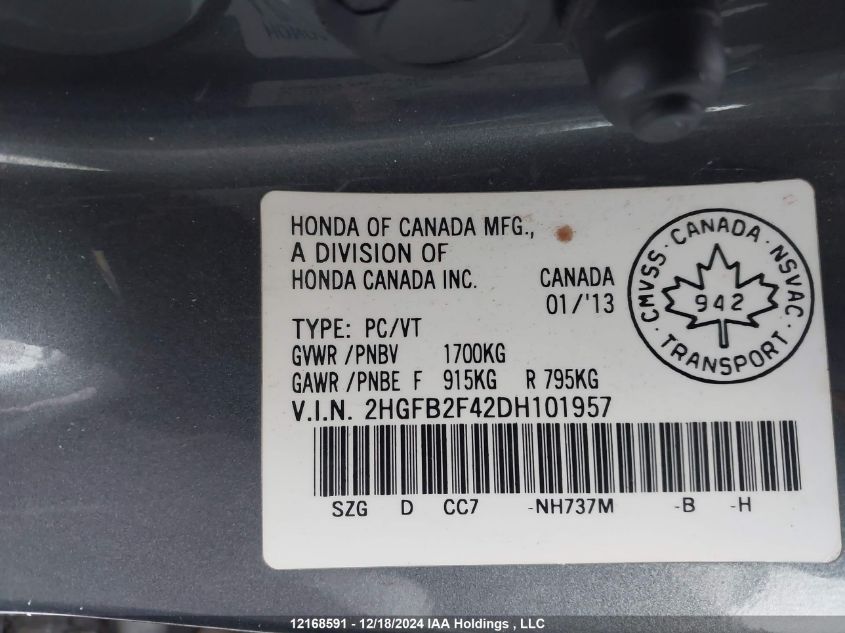 HONDA OF CANADA MFG.,
A DIVISION OF
HONDA CANADA INC. CANADA
01/'13
CMVSS · CANADA · NSVAC · TRANSPORT ·
942
TYPE: PC/VT
GVWR /PNBV 1700KG
GAWR /PNBE F 915KG R 795KG
V.I.N. 2HGFB2F42DH101957
SZG D CC7 -NH737M -B -H
12168591 - 12/18/2024 IAA Holdings , LLC